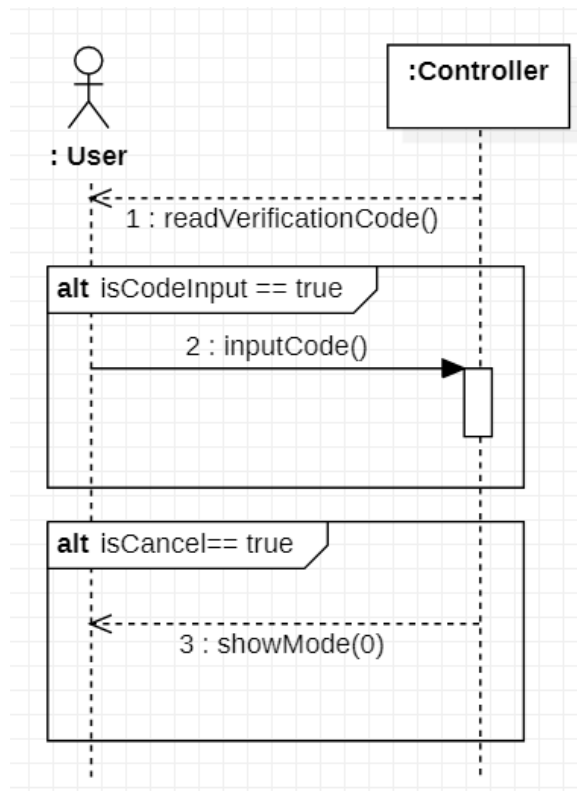 :Controller
: User
1 : readVerificationCode()
alt isCodeInput == true
2 : inputCode()
alt isCancel== true
3 : showMode(0)